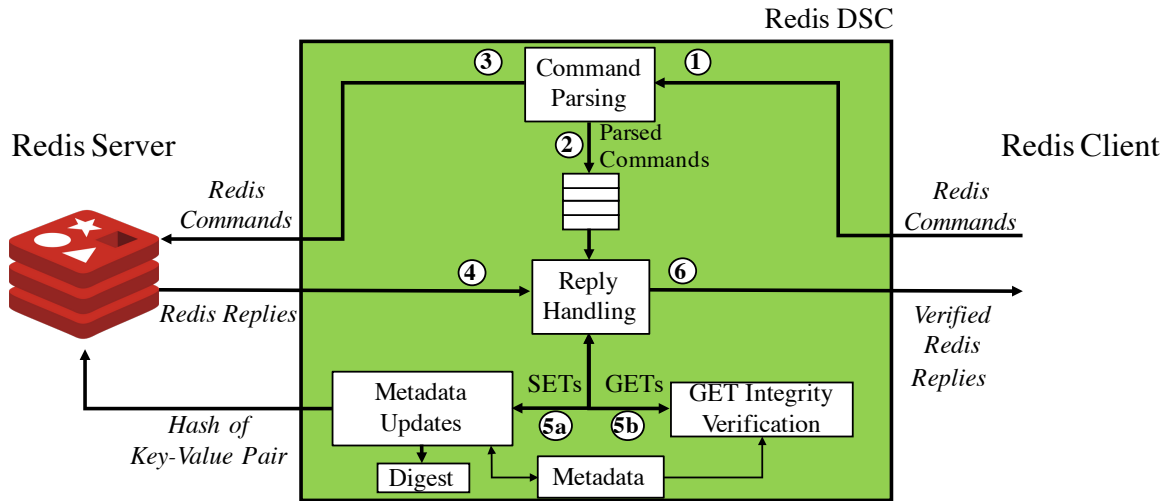 Redis DSC
3
Command
Parsing
1
2
Parsed
Commands
Redis Server
Redis Client
Redis
Commands
Redis
Commands
4
Reply
Handling
6
Redis Replies
Verified
Redis
Replies
SETs
GETs
Metadata
Updates
5a
5b
GET Integrity
Verification
Hash of
Key-Value Pair
Digest
Metadata